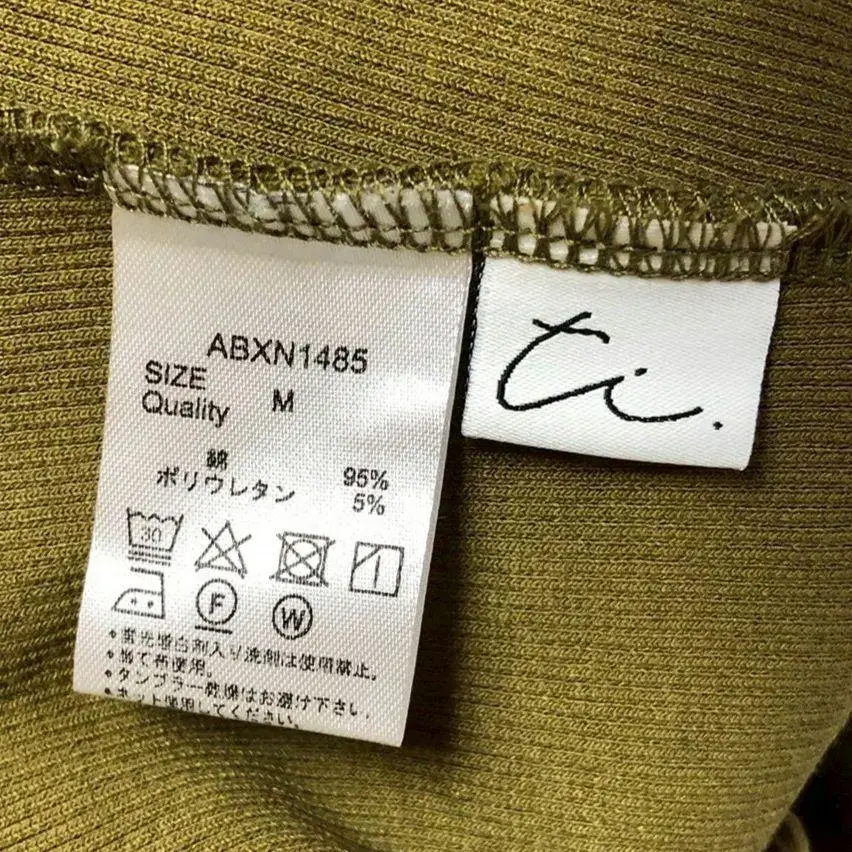 ABXN1485
SIZE M
Quality
綿 95%
ポリウレタン 5%
30
F
W
• 蛍光増白剤入り洗剤は使用禁止。
• 当て布使用。
• タンブラー乾燥はお避け下さい。
• ネット使用してください。
ti.